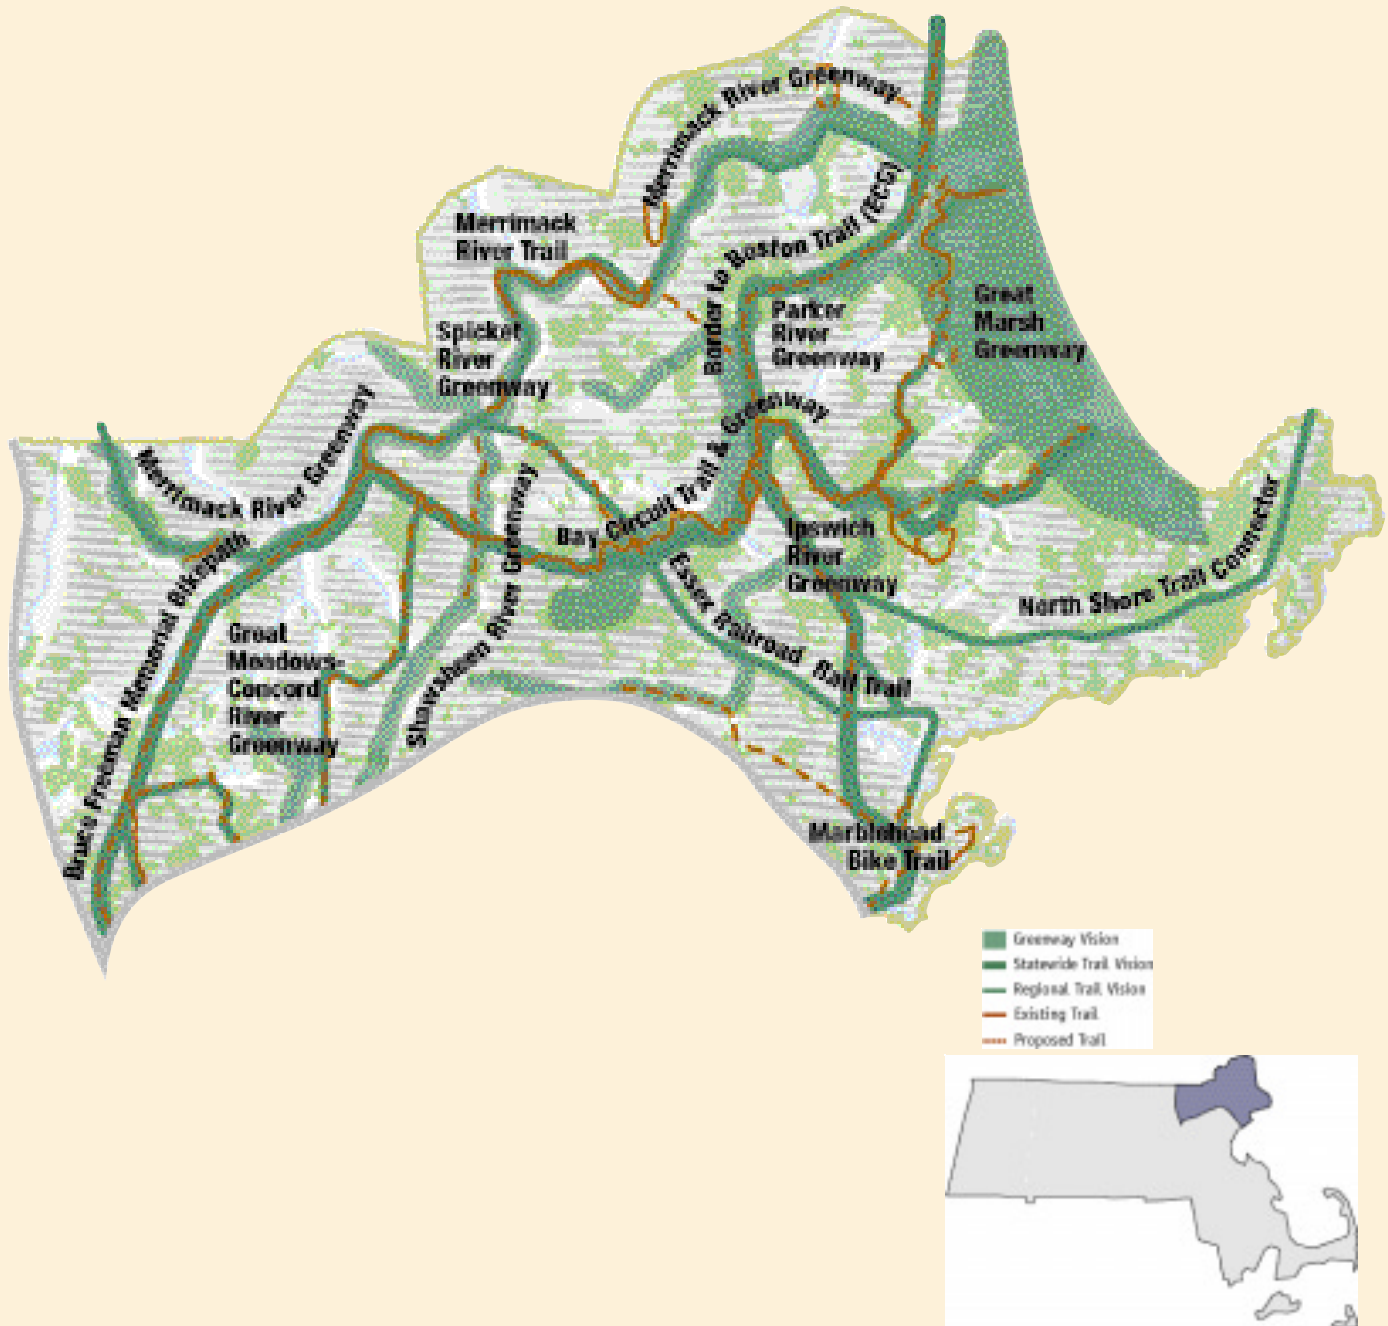 Merrimack River Greenway
Merrimack
River Trail
Border to Boston Trail (ECG)
Great
Marsh
Greenway
Parker
River
Greenway
Spicket
River
Greenway
Merrimack River Greenway
Bay Circuit Trail & Greenway
Ipswich
River
Greenway
North Shore Trail Connector
Essex Railroad Rail Trail
Shawsheen River Greenway
Bruce Freeman Memorial Bikepath
Great
Meadows-
Concord
River
Greenway
Marblehead
Bike Trail
Greenway Vision
Statewide Trail Vision
Regional Trail Vision
Existing Trail
Proposed Trail